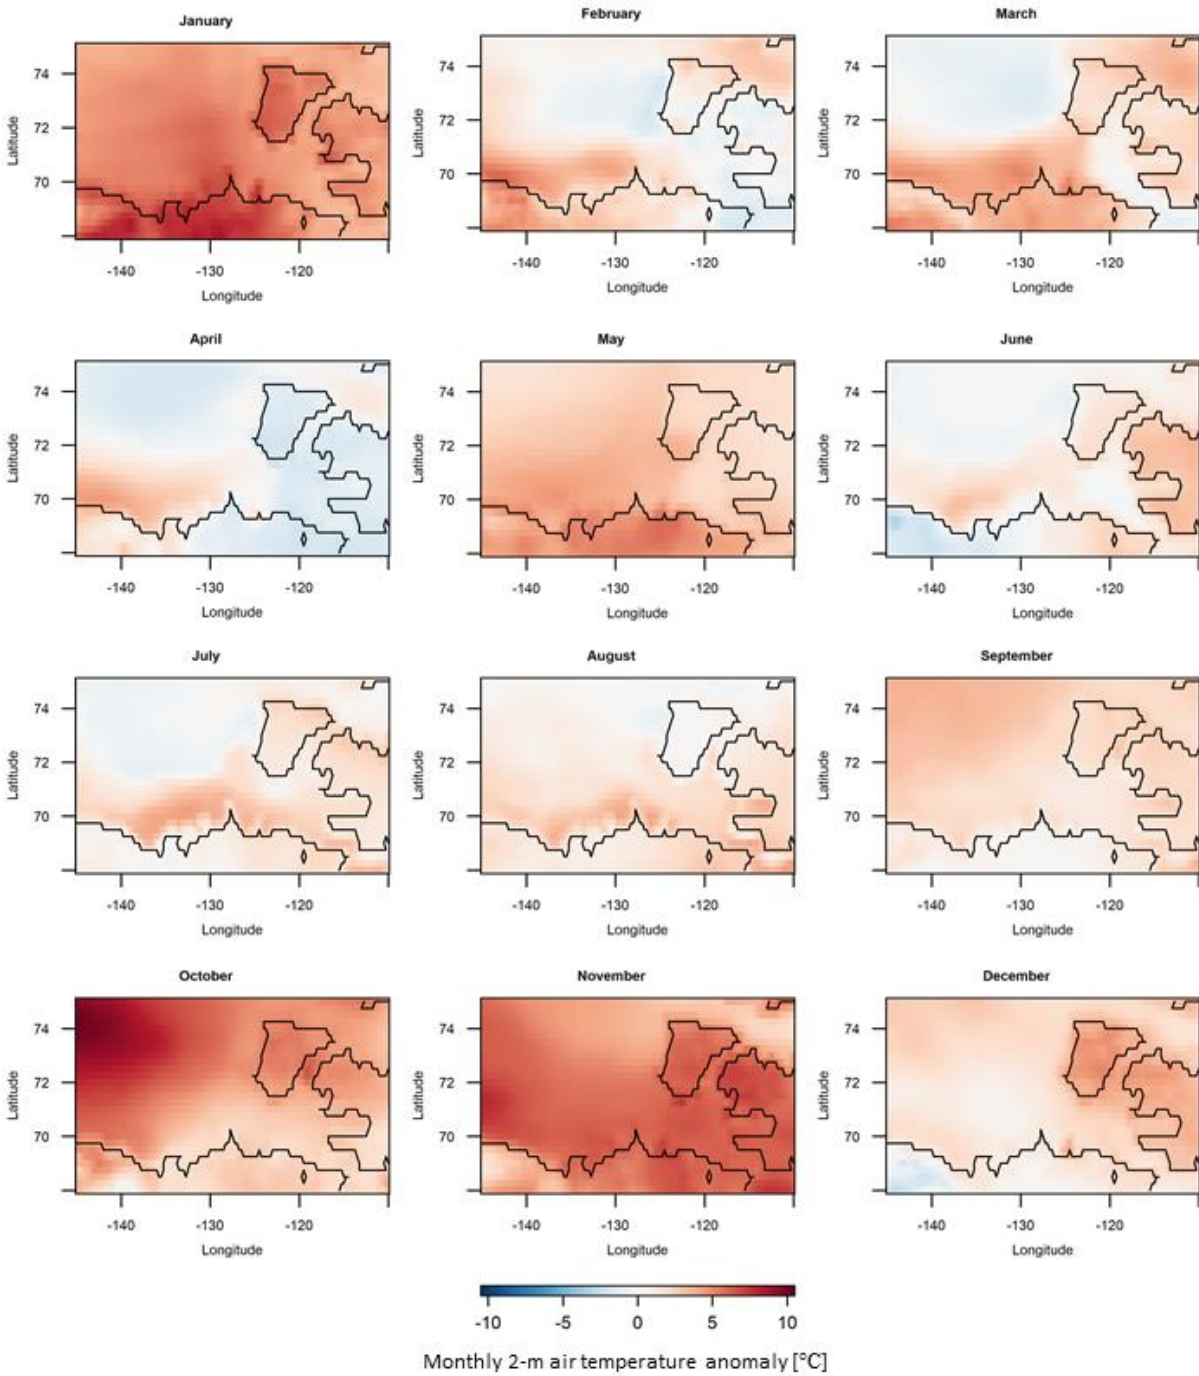 January
February
March
74
72
70
Latitude
-140
-130
-120
Longitude
74
72
70
Latitude
-140
-130
-120
Longitude
74
72
70
Latitude
-140
-130
-120
Longitude
April
May
June
74
72
70
Latitude
-140
-130
-120
Longitude
74
72
70
Latitude
-140
-130
-120
Longitude
74
72
70
Latitude
-140
-130
-120
Longitude
July
August
September
74
72
70
Latitude
-140
-130
-120
Longitude
74
72
70
Latitude
-140
-130
-120
Longitude
74
72
70
Latitude
-140
-130
-120
Longitude
October
November
December
74
72
70
Latitude
-140
-130
-120
Longitude
74
72
70
Latitude
-140
-130
-120
Longitude
74
72
70
Latitude
-140
-130
-120
Longitude
-10
-5
0
5
10
Monthly 2-m air temperature anomaly [°C]